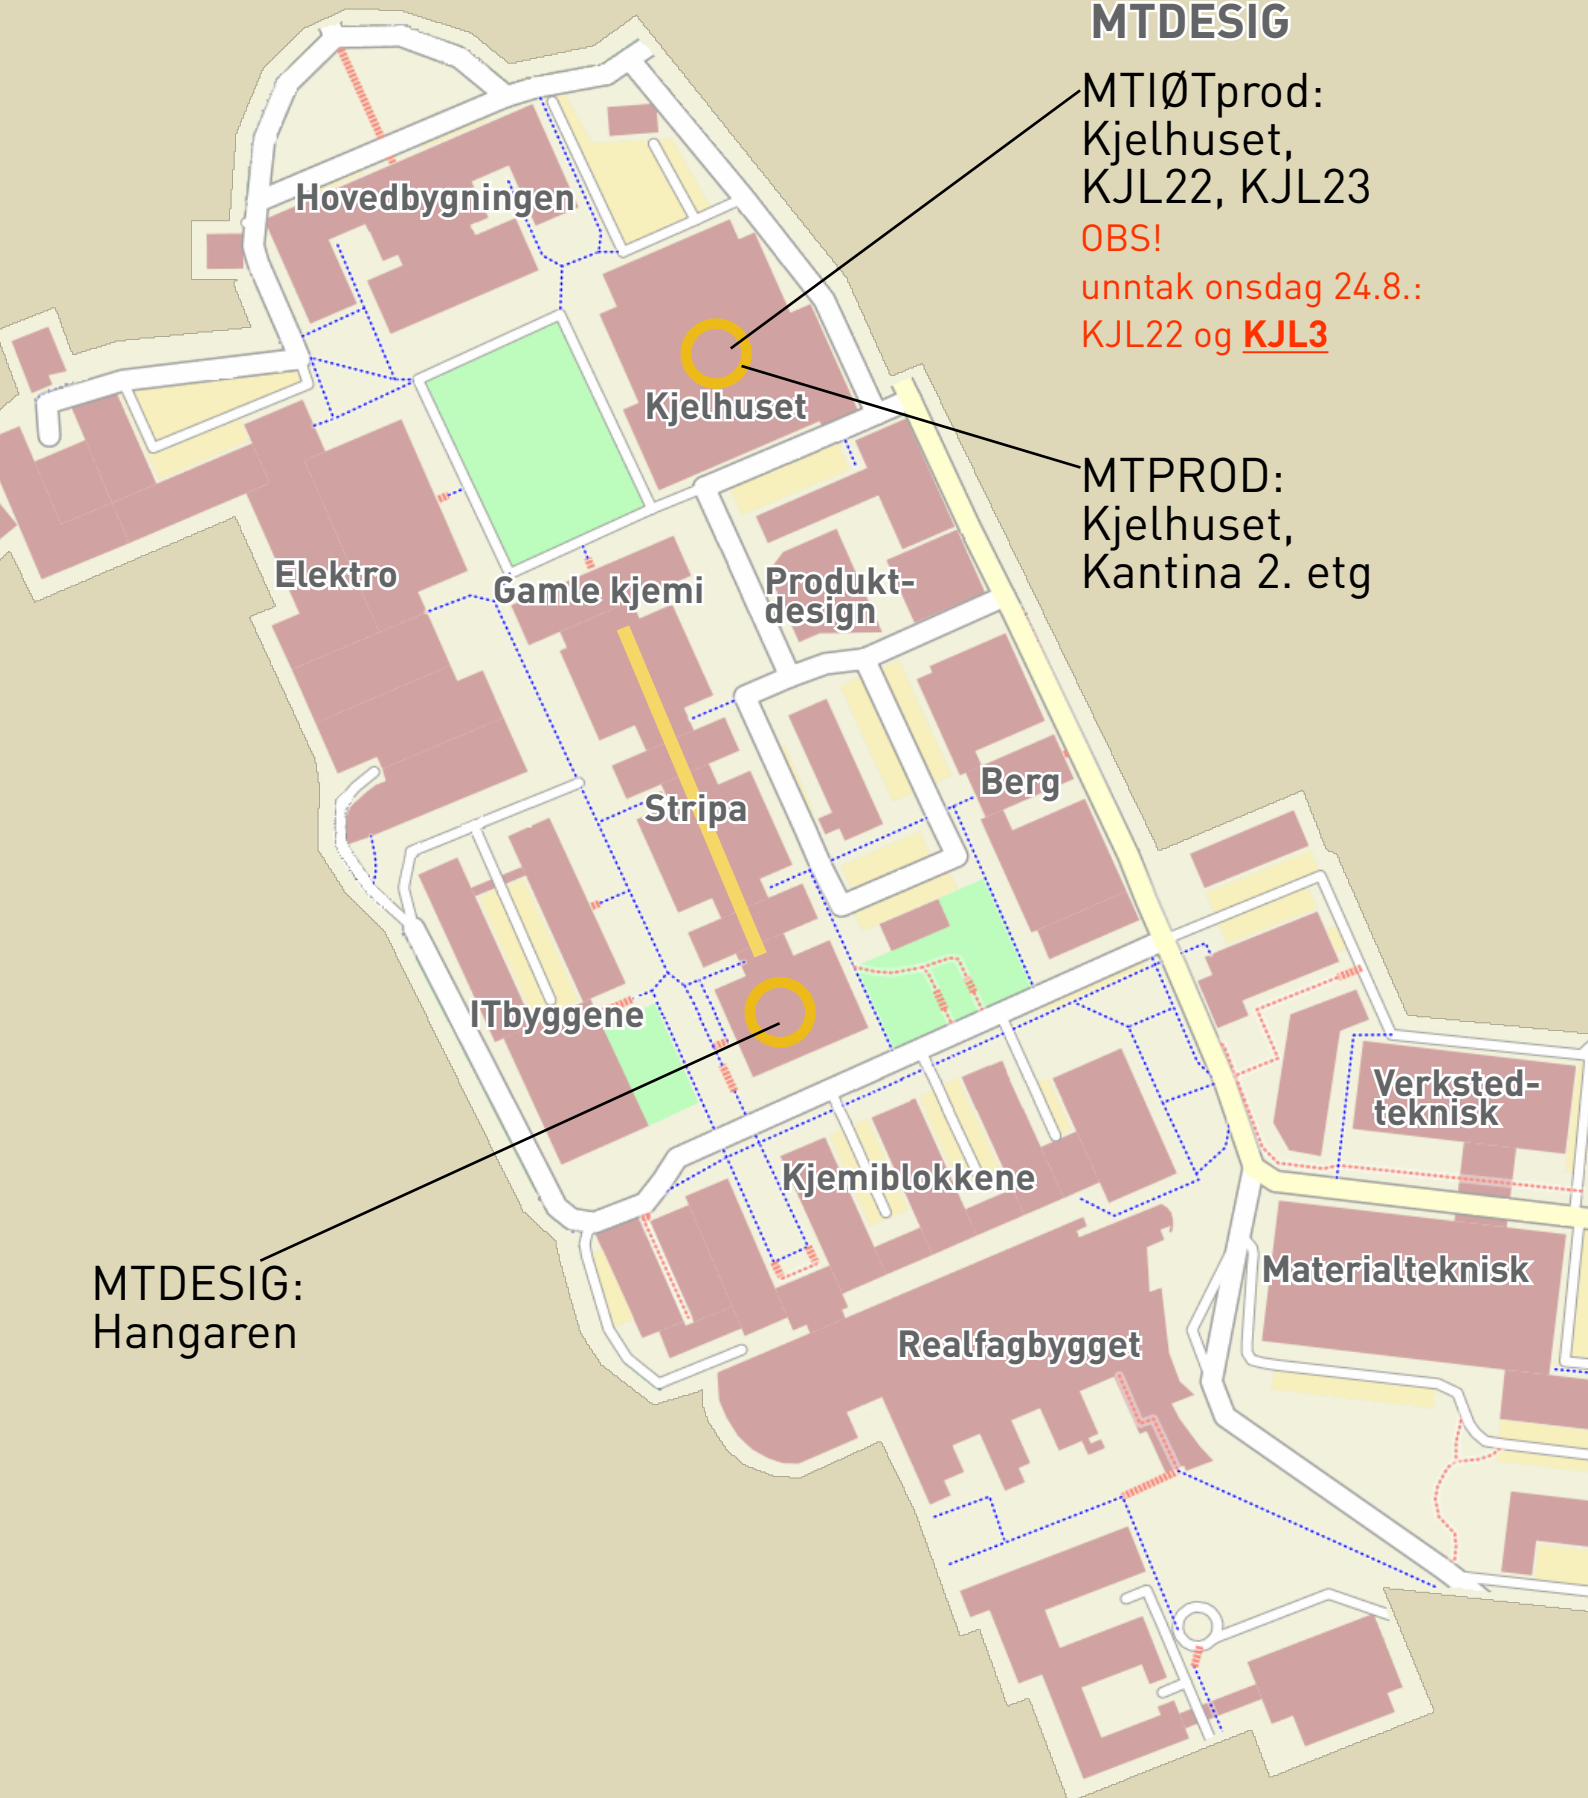 MTDESIG
MTIØTprod:
Kjelhuset,
KJL22, KJL23
OBS!
unntak onsdag 24.8.:
KJL22 og KJL3
Hovedbygningen
Kjelhuset
MTPROD:
Kjelhuset,
Kantina 2. etg
Elektro
Gamle kjemi
Produkt-
design
Berg
Stripa
ITbyggene
Verksted-
teknisk
Kjemiblokkene
MTDESIG:
Hangaren
Materialteknisk
Realfagbygget